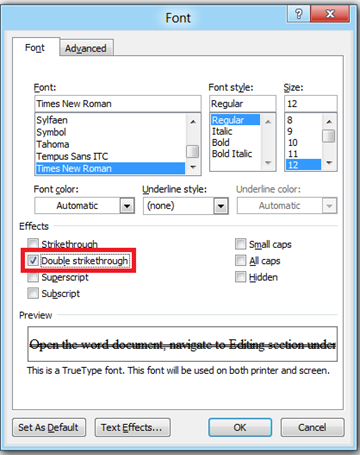 Font
Font Advanced
Font: Font style: Size:
Times New Roman Regular 12
Sylfaen Regular 8
Symbol Italic 9
Tahoma Bold 10
Tempus Sans ITC Bold Italic 11
Times New Roman 12
Font color: Underline style: Underline color:
Automatic (none) Automatic
Effects
Strikethrough Small caps
Double strikethrough All caps
Superscript Hidden
Subscript
Preview
Open the word document, navigate to Editing section under
This is a TrueType font. This font will be used on both printer and screen.
Set As Default Text Effects... OK Cancel